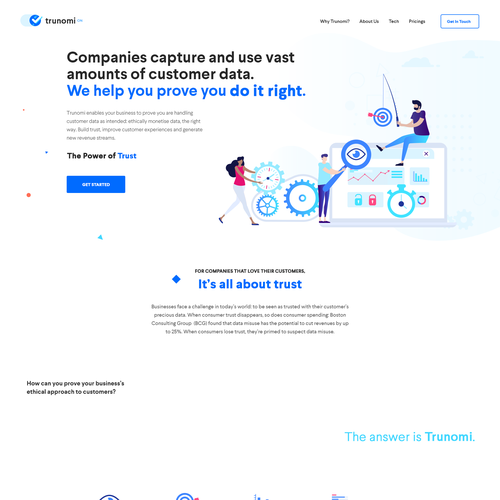 trunomi
Why Trunomi?
About Us
Tech
Pricings
Get In Touch
Companies capture and use vast
amounts of customer data.
We help you prove you do it right.
Trunomi enables your business to prove you are handling
customer data as intended: ethically monetise data, the right
way. Build trust, improve customer experiences and generate
new revenue streams.
The Power of Trust
GET STARTED
FOR COMPANIES THAT LOVE THEIR CUSTOMERS,
It's all about trust
Businesses face a challenge in today's world: to be seen as trusted with their customer's
precious data. When consumer trust disappears, so does consumer spending: Boston
Consulting Group (BCG) found that data misuse has the potential to cut revenues by up
to 25%. When consumers lose trust, they're primed to suspect data misuse.
How can you prove your business's
ethical approach to customers?
The answer is Trunomi.